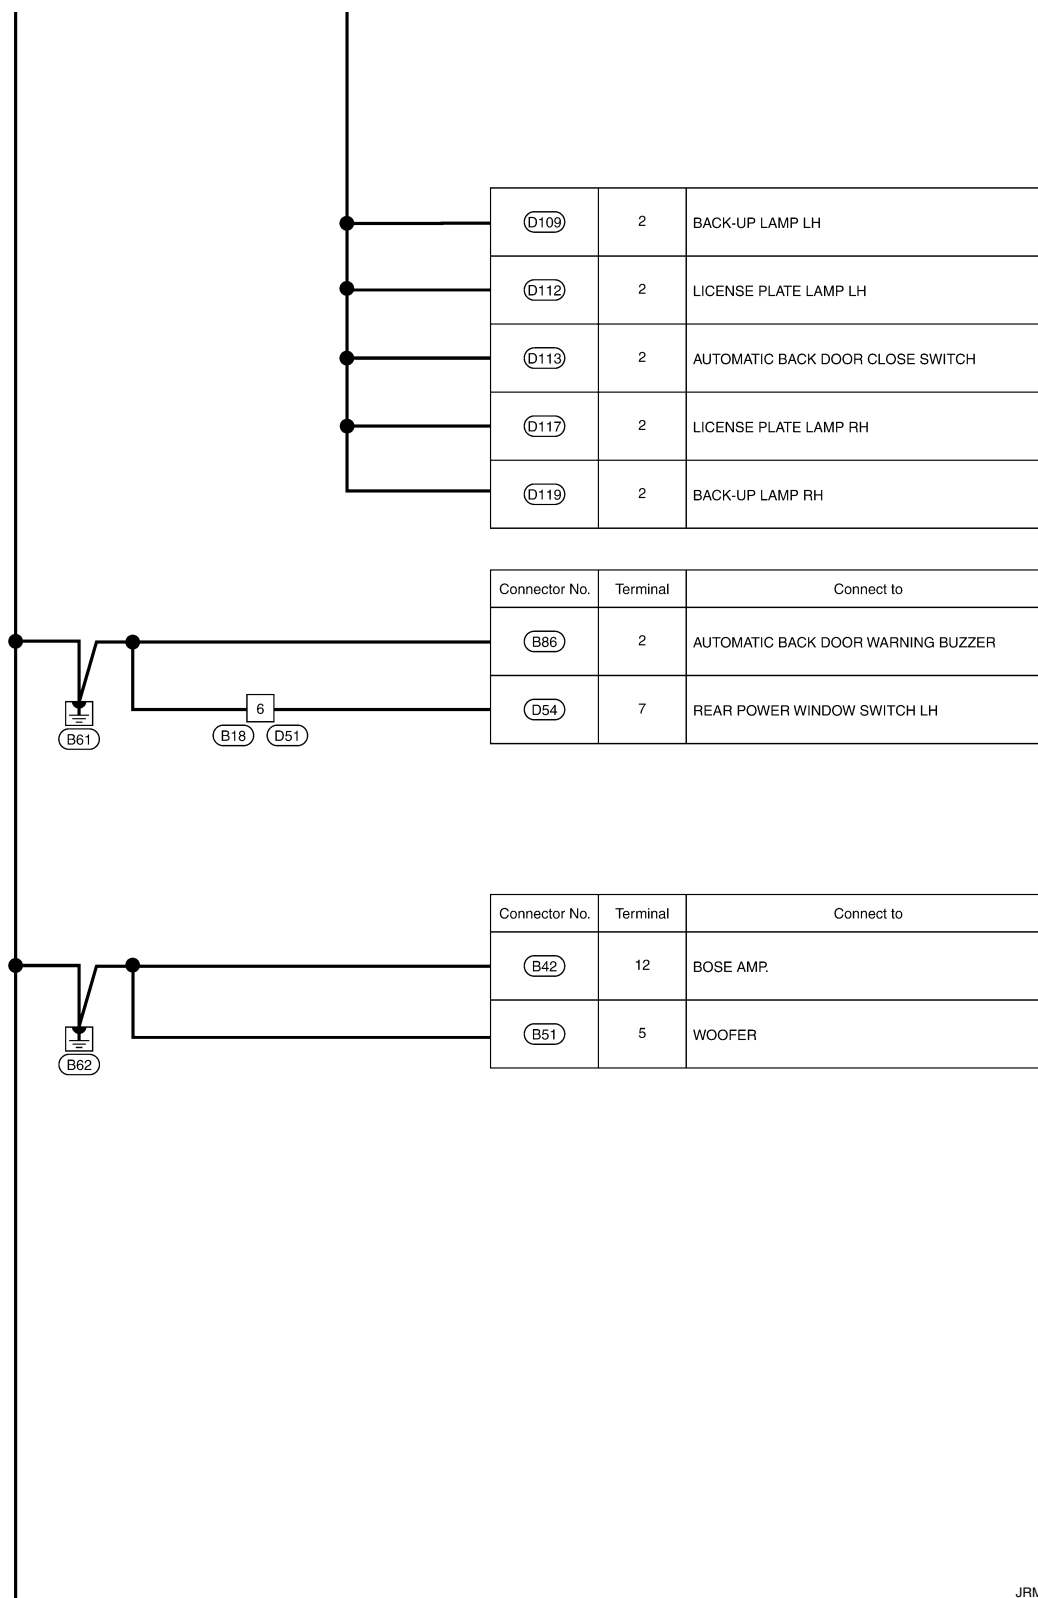 D109 2 BACK-UP LAMP LH
D112 2 LICENSE PLATE LAMP LH
D113 2 AUTOMATIC BACK DOOR CLOSE SWITCH
D117 2 LICENSE PLATE LAMP RH
D119 2 BACK-UP LAMP RH
Connector No. Terminal Connect to
B86 2 AUTOMATIC BACK DOOR WARNING BUZZER
6 D54 7 REAR POWER WINDOW SWITCH LH
B61 B18 D51
Connector No. Terminal Connect to
B42 12 BOSE AMP.
B51 5 WOOFER
B62
JRM